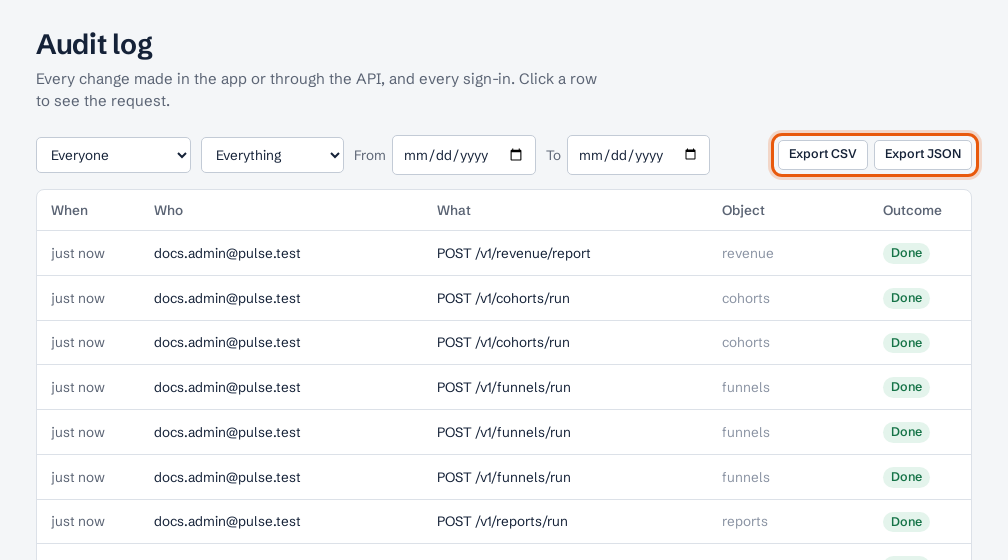 Audit log
Every change made in the app or through the API, and every sign-in. Click a row
to see the request.
Everyone Everything From mm/dd/yyyy To mm/dd/yyyy Export CSV Export JSON
When Who What Object Outcome
just now docs.admin@pulse.test POST /v1/revenue/report revenue Done
just now docs.admin@pulse.test POST /v1/cohorts/run cohorts Done
just now docs.admin@pulse.test POST /v1/cohorts/run cohorts Done
just now docs.admin@pulse.test POST /v1/funnels/run funnels Done
just now docs.admin@pulse.test POST /v1/funnels/run funnels Done
just now docs.admin@pulse.test POST /v1/funnels/run funnels Done
just now docs.admin@pulse.test POST /v1/reports/run reports Done